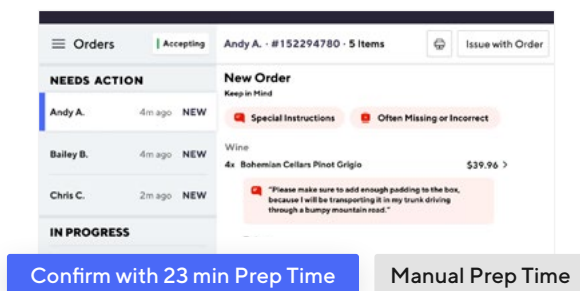 Orders
Accepting
Andy A. · #152294780 · 5 Items
Issue with Order
NEEDS ACTION
Andy A. 4m ago NEW
Bailey B. 4m ago NEW
Chris C. 2m ago NEW
IN PROGRESS
New Order
Keep in Mind
Special Instructions
Often Missing or Incorrect
Wine
4x Bohemian Cellars Pinot Grigio $39.96 >
"Please make sure to add enough padding to the box,
because I will be transporting it in my trunk driving
through a bumpy mountain road."
Confirm with 23 min Prep Time
Manual Prep Time